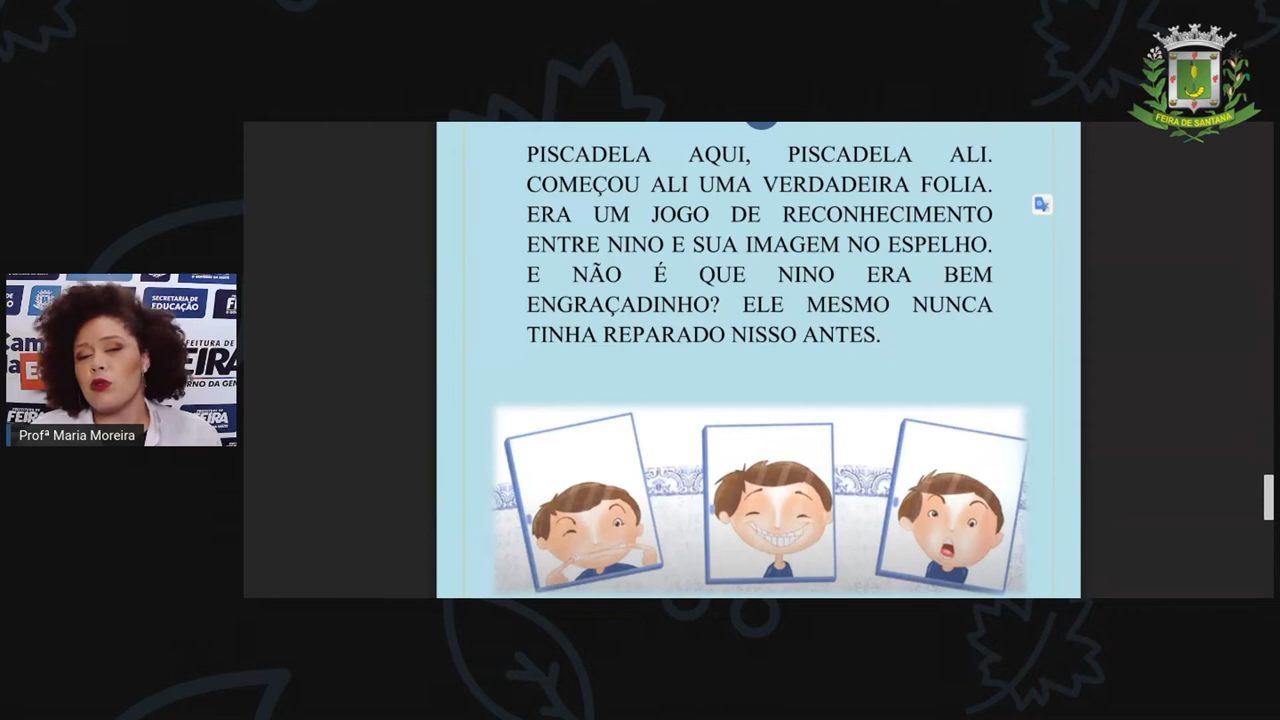 FEIRA DE SANTANA
PISCADELA AQUI, PISCADELA ALI.
COMEÇOU ALI UMA VERDADEIRA FOLIA.
ERA UM JOGO DE RECONHECIMENTO
ENTRE NINO E SUA IMAGEM NO ESPELHO.
E NÃO É QUE NINO ERA BEM
ENGRAÇADINHO? ELE MESMO NUNCA
TINHA REPARADO NISSO ANTES.
SECRETARIA DE
EDUCAÇÃO
FEIRA
Profª Maria Moreira